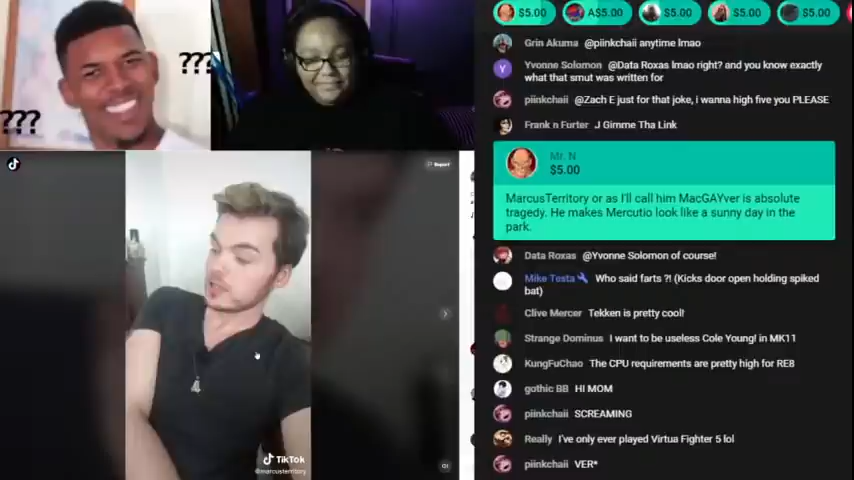 ???
???
Report
TikTok
@marcusterritory
$5.00
A$5.00
$5.00
$5.00
$5.00
Grin Akuma @piinkchaii anytime lmao
Y
Yvonne Solomon @Data Roxas lmao right? and you know exactly
what that smut was written for
piinkchaii @Zach E just for that joke, i wanna high five you PLEASE
Frank n Furter J Gimme Tha Link
Mr. N
$5.00
MarcusTerritory or as I'll call him MacGAYver is absolute
tragedy. He makes Mercutio look like a sunny day in the
park.
Data Roxas @Yvonne Solomon of course!
Mike Testa Who said farts ?! (Kicks door open holding spiked
bat)
Clive Mercer Tekken is pretty cool!
Strange Dominus I want to be useless Cole Young! in MK11
KungFuChao The CPU requirements are pretty high for RE8
gothic BB HI MOM
piinkchaii SCREAMING
Really I've only ever played Virtua Fighter 5 lol
piinkchaii VER*